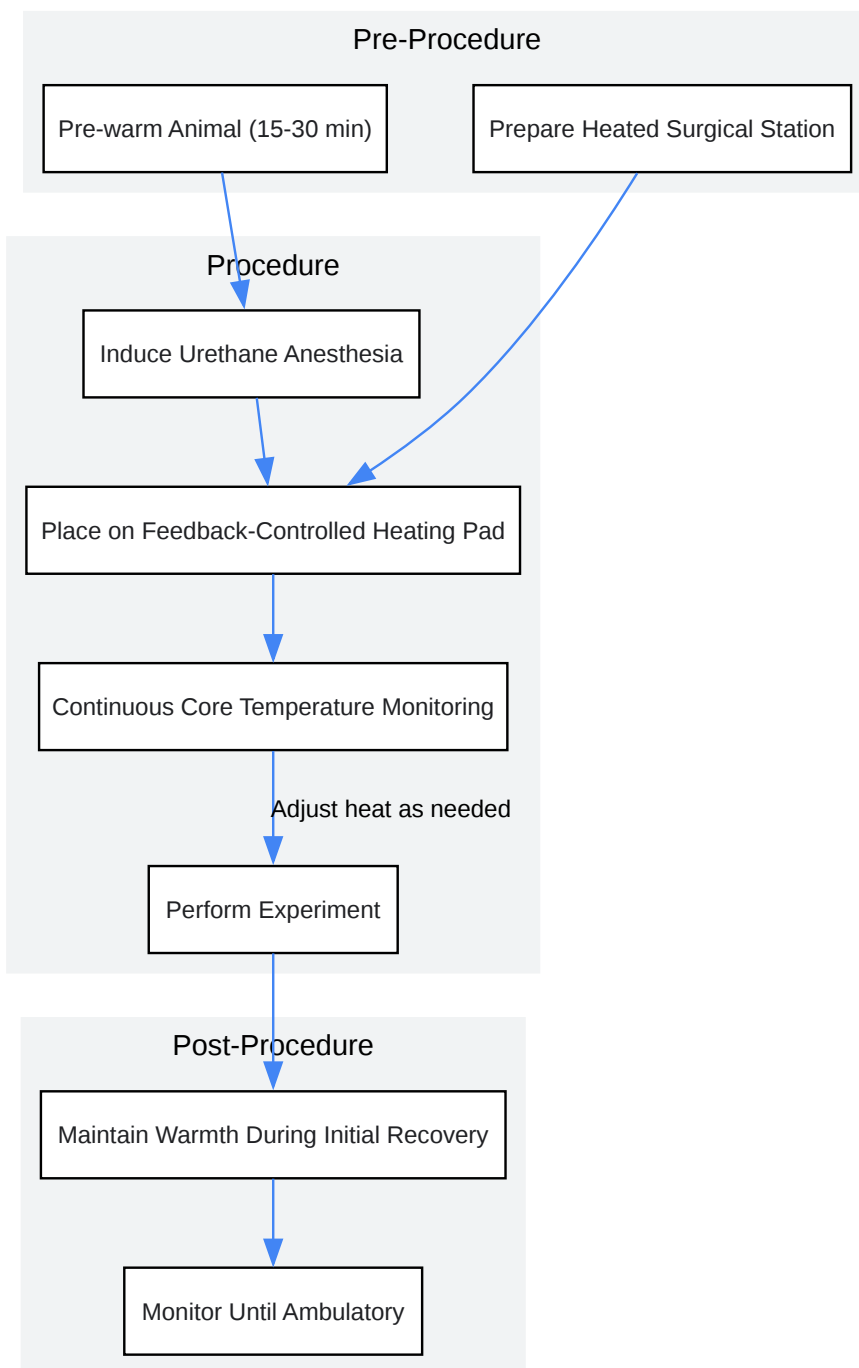 Pre-Procedure
Pre-warm Animal (15-30 min)
Prepare Heated Surgical Station
Procedure
Induce Urethane Anesthesia
Place on Feedback-Controlled Heating Pad
Continuous Core Temperature Monitoring
Adjust heat as needed
Perform Experiment
Post-Procedure
Maintain Warmth During Initial Recovery
Monitor Until Ambulatory